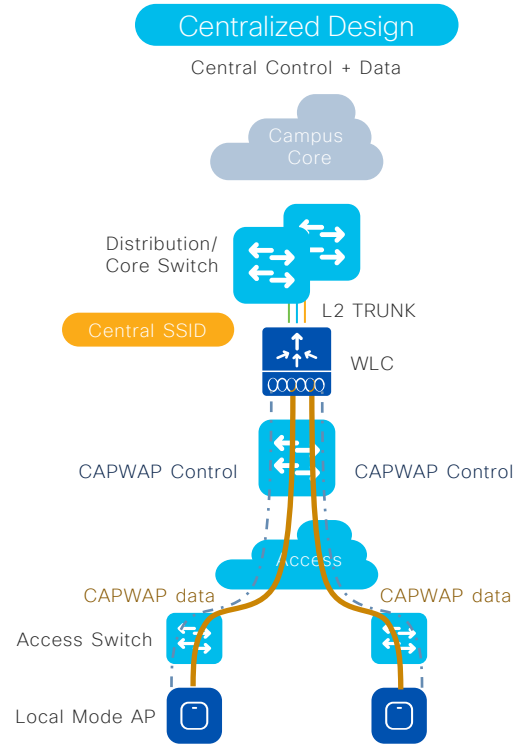 Centralized Design
Central Control + Data
Campus
Core
Distribution/
Core Switch
L2 TRUNK
Central SSID
WLC
CAPWAP Control
CAPWAP Control
Access
CAPWAP data
CAPWAP data
Access Switch
Local Mode AP